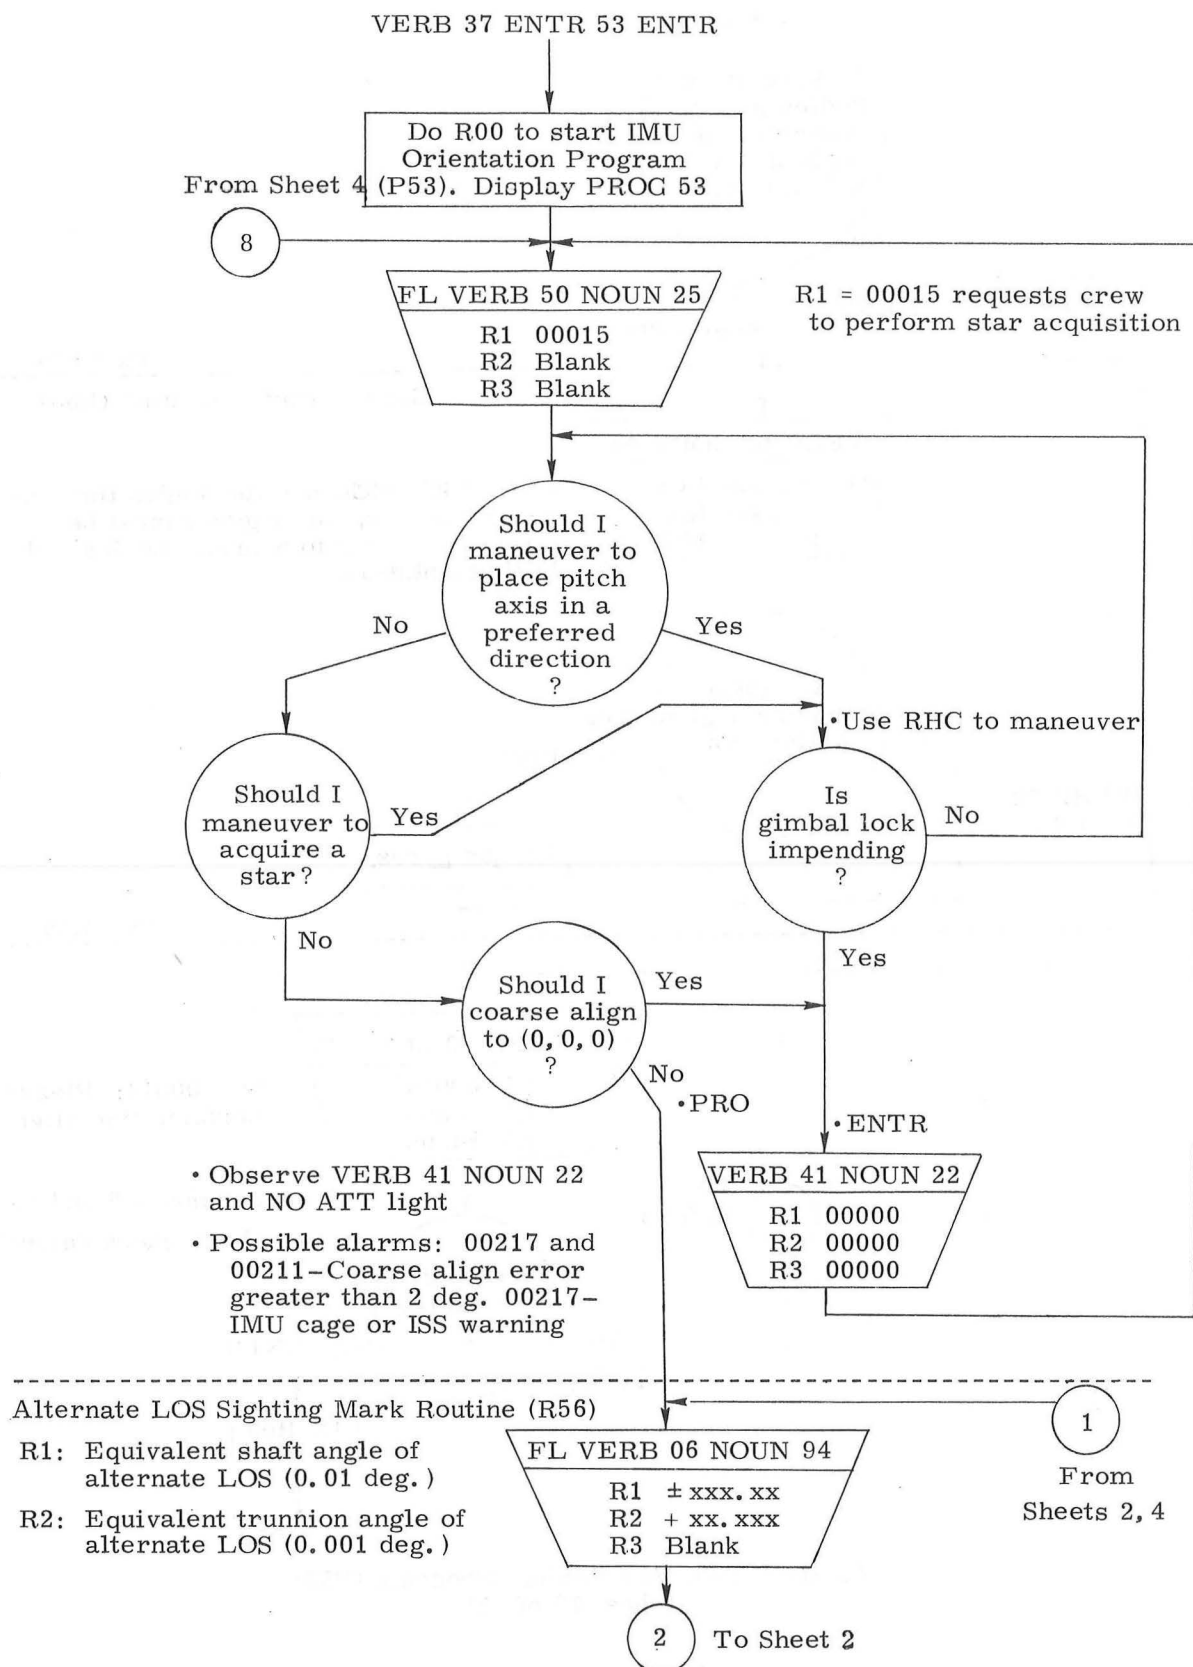 VERB 37 ENTR 53 ENTR
Do R00 to start IMU
Orientation Program
(P53). Display PROG 53
From Sheet 4
8
FL VERB 50 NOUN 25
R1 00015
R2 Blank
R3 Blank
R1 = 00015 requests crew
to perform star acquisition
Should I
maneuver to
place pitch
axis in a
preferred
direction
?
No
Yes
•Use RHC to maneuver
Should I
maneuver to
acquire a
star?
Yes
No
Is
gimbal lock
impending
?
No
Yes
Should I
coarse align
to (0, 0, 0)
?
Yes
No
•PRO
•ENTR
VERB 41 NOUN 22
R1 00000
R2 00000
R3 00000
• Observe VERB 41 NOUN 22
and NO ATT light
• Possible alarms: 00217 and
00211-Coarse align error
greater than 2 deg. 00217-
IMU cage or ISS warning
Alternate LOS Sighting Mark Routine (R56)
R1: Equivalent shaft angle of
alternate LOS (0.01 deg.)
R2: Equivalent trunnion angle of
alternate LOS (0.001 deg.)
FL VERB 06 NOUN 94
R1 ± xxx.xx
R2 + xx.xxx
R3 Blank
1
From
Sheets 2, 4
2
To Sheet 2